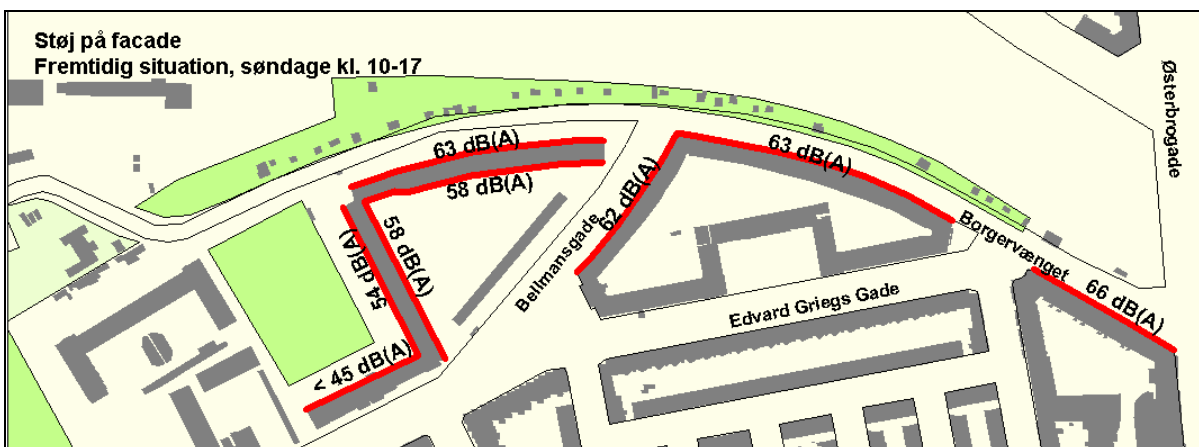 Støj på facade
Fremtidig situation, søndage kl. 10-17
Østerbrogade
63 dB(A)
63 dB(A)
58 dB(A)
62 dB(A)
58 dB(A)
54 dB(A)
Bellmansgade
Borgervænget
66 dB(A)
Edvard Griegs Gade
< 45 dB(A)